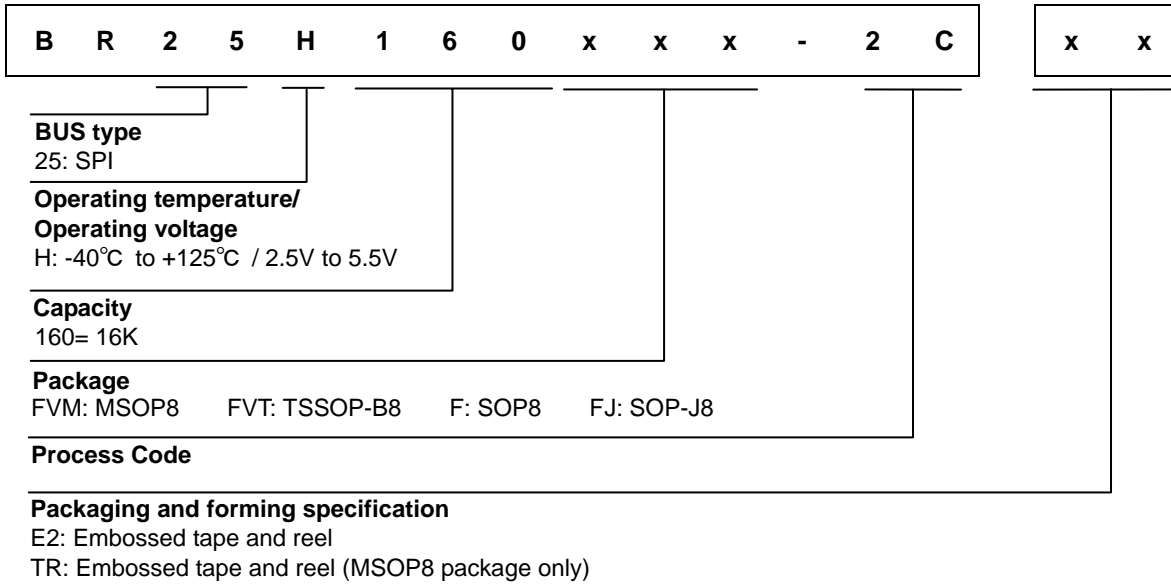 B R 2 5 H 1 6 0 x x x - 2 C x x
BUS type
25: SPI
Operating temperature/
Operating voltage
H: -40℃ to +125℃ / 2.5V to 5.5V
Capacity
160= 16K
Package
FVM: MSOP8 FVT: TSSOP-B8 F: SOP8 FJ: SOP-J8
Process Code
Packaging and forming specification
E2: Embossed tape and reel
TR: Embossed tape and reel (MSOP8 package only)